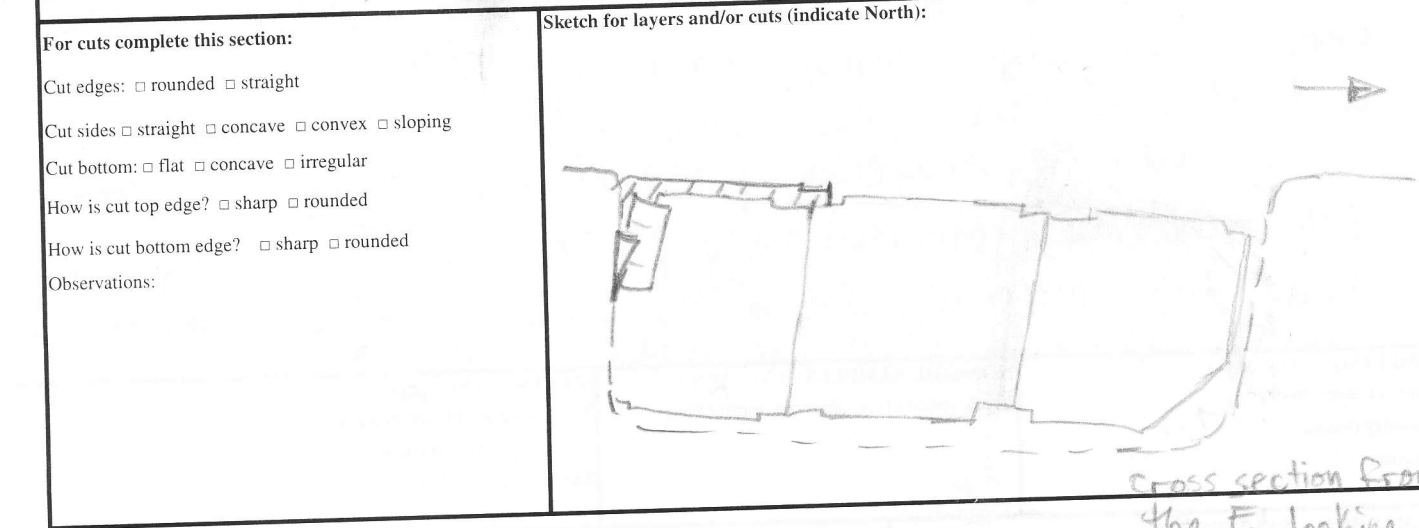 For cuts complete this section:
Cut edges: □ rounded □ straight
Cut sides □ straight □ concave □ convex □ sloping
Cut bottom: □ flat □ concave □ irregular
How is cut top edge? □ sharp □ rounded
How is cut bottom edge? □ sharp □ rounded
Observations:
Sketch for layers and/or cuts (indicate North):
cross section from
the E. looking